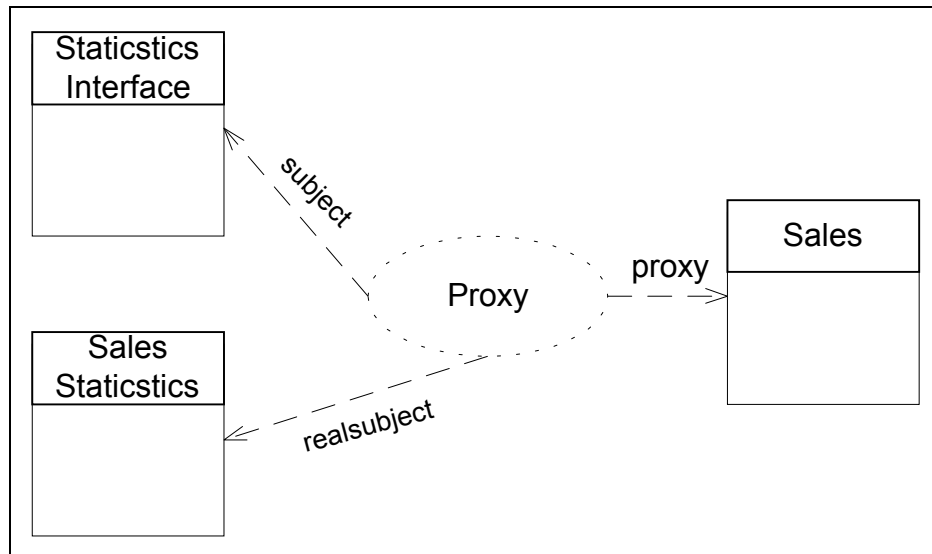 Staticstics
Interface
subject
Proxy
proxy
Sales
Sales
Staticstics
realsubject